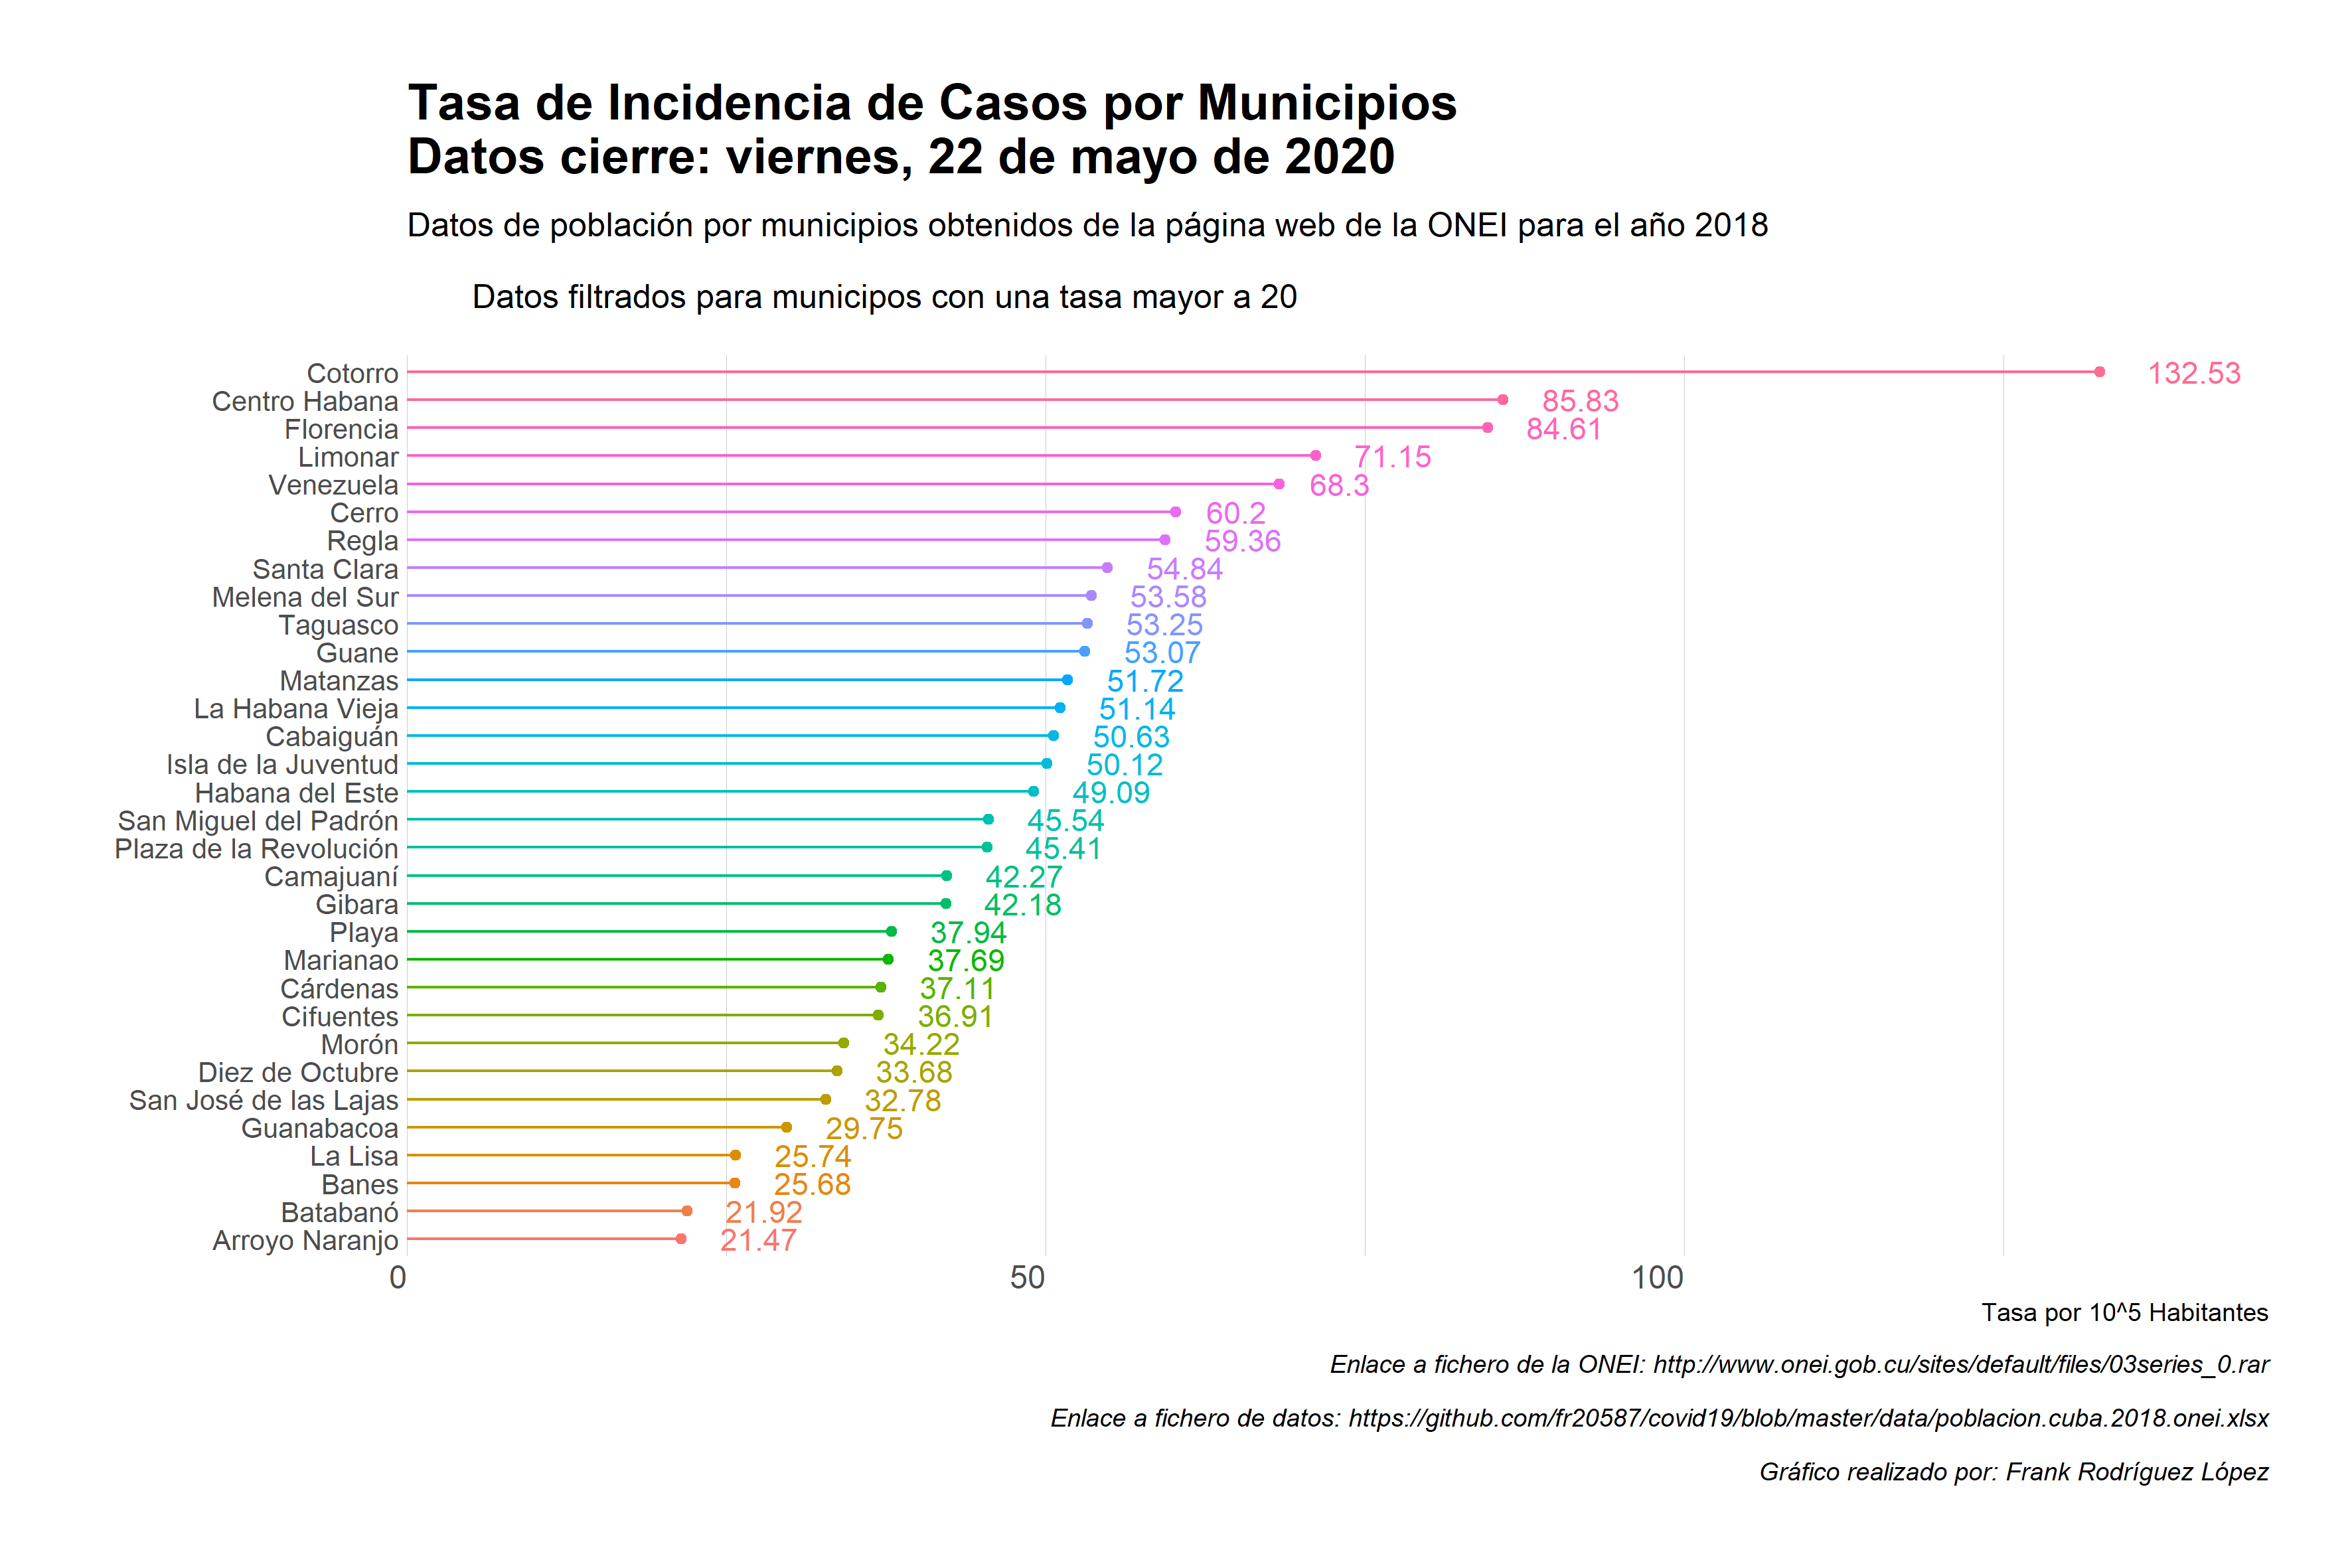 Tasa de Incidencia de Casos por Municipios
Datos cierre: viernes, 22 de mayo de 2020
Datos de población por municipios obtenidos de la página web de la ONEI para el año 2018
Datos filtrados para municipos con una tasa mayor a 20
Cotorro 132.53
Centro Habana 85.83
Florencia 84.61
Limonar 71.15
Venezuela 68.3
Cerro 60.2
Regla 59.36
Santa Clara 54.84
Melena del Sur 53.58
Taguasco 53.25
Guane 53.07
Matanzas 51.72
La Habana Vieja 51.14
Cabaiguán 50.63
Isla de la Juventud 50.12
Habana del Este 49.09
San Miguel del Padrón 45.54
Plaza de la Revolución 45.41
Camajuaní 42.27
Gibara 42.18
Playa 37.94
Marianao 37.69
Cárdenas 37.11
Cifuentes 36.91
Morón 34.22
Diez de Octubre 33.68
San José de las Lajas 32.78
Guanabacoa 29.75
La Lisa 25.74
Banes 25.68
Batabanó 21.92
Arroyo Naranjo 21.47
0 50 100
Tasa por 10^5 Habitantes
Enlace a fichero de la ONEI: http://www.onei.gob.cu/sites/default/files/03series_0.rar
Enlace a fichero de datos: https://github.com/fr20587/covid19/blob/master/data/poblacion.cuba.2018.onei.xlsx
Gráfico realizado por: Frank Rodríguez López